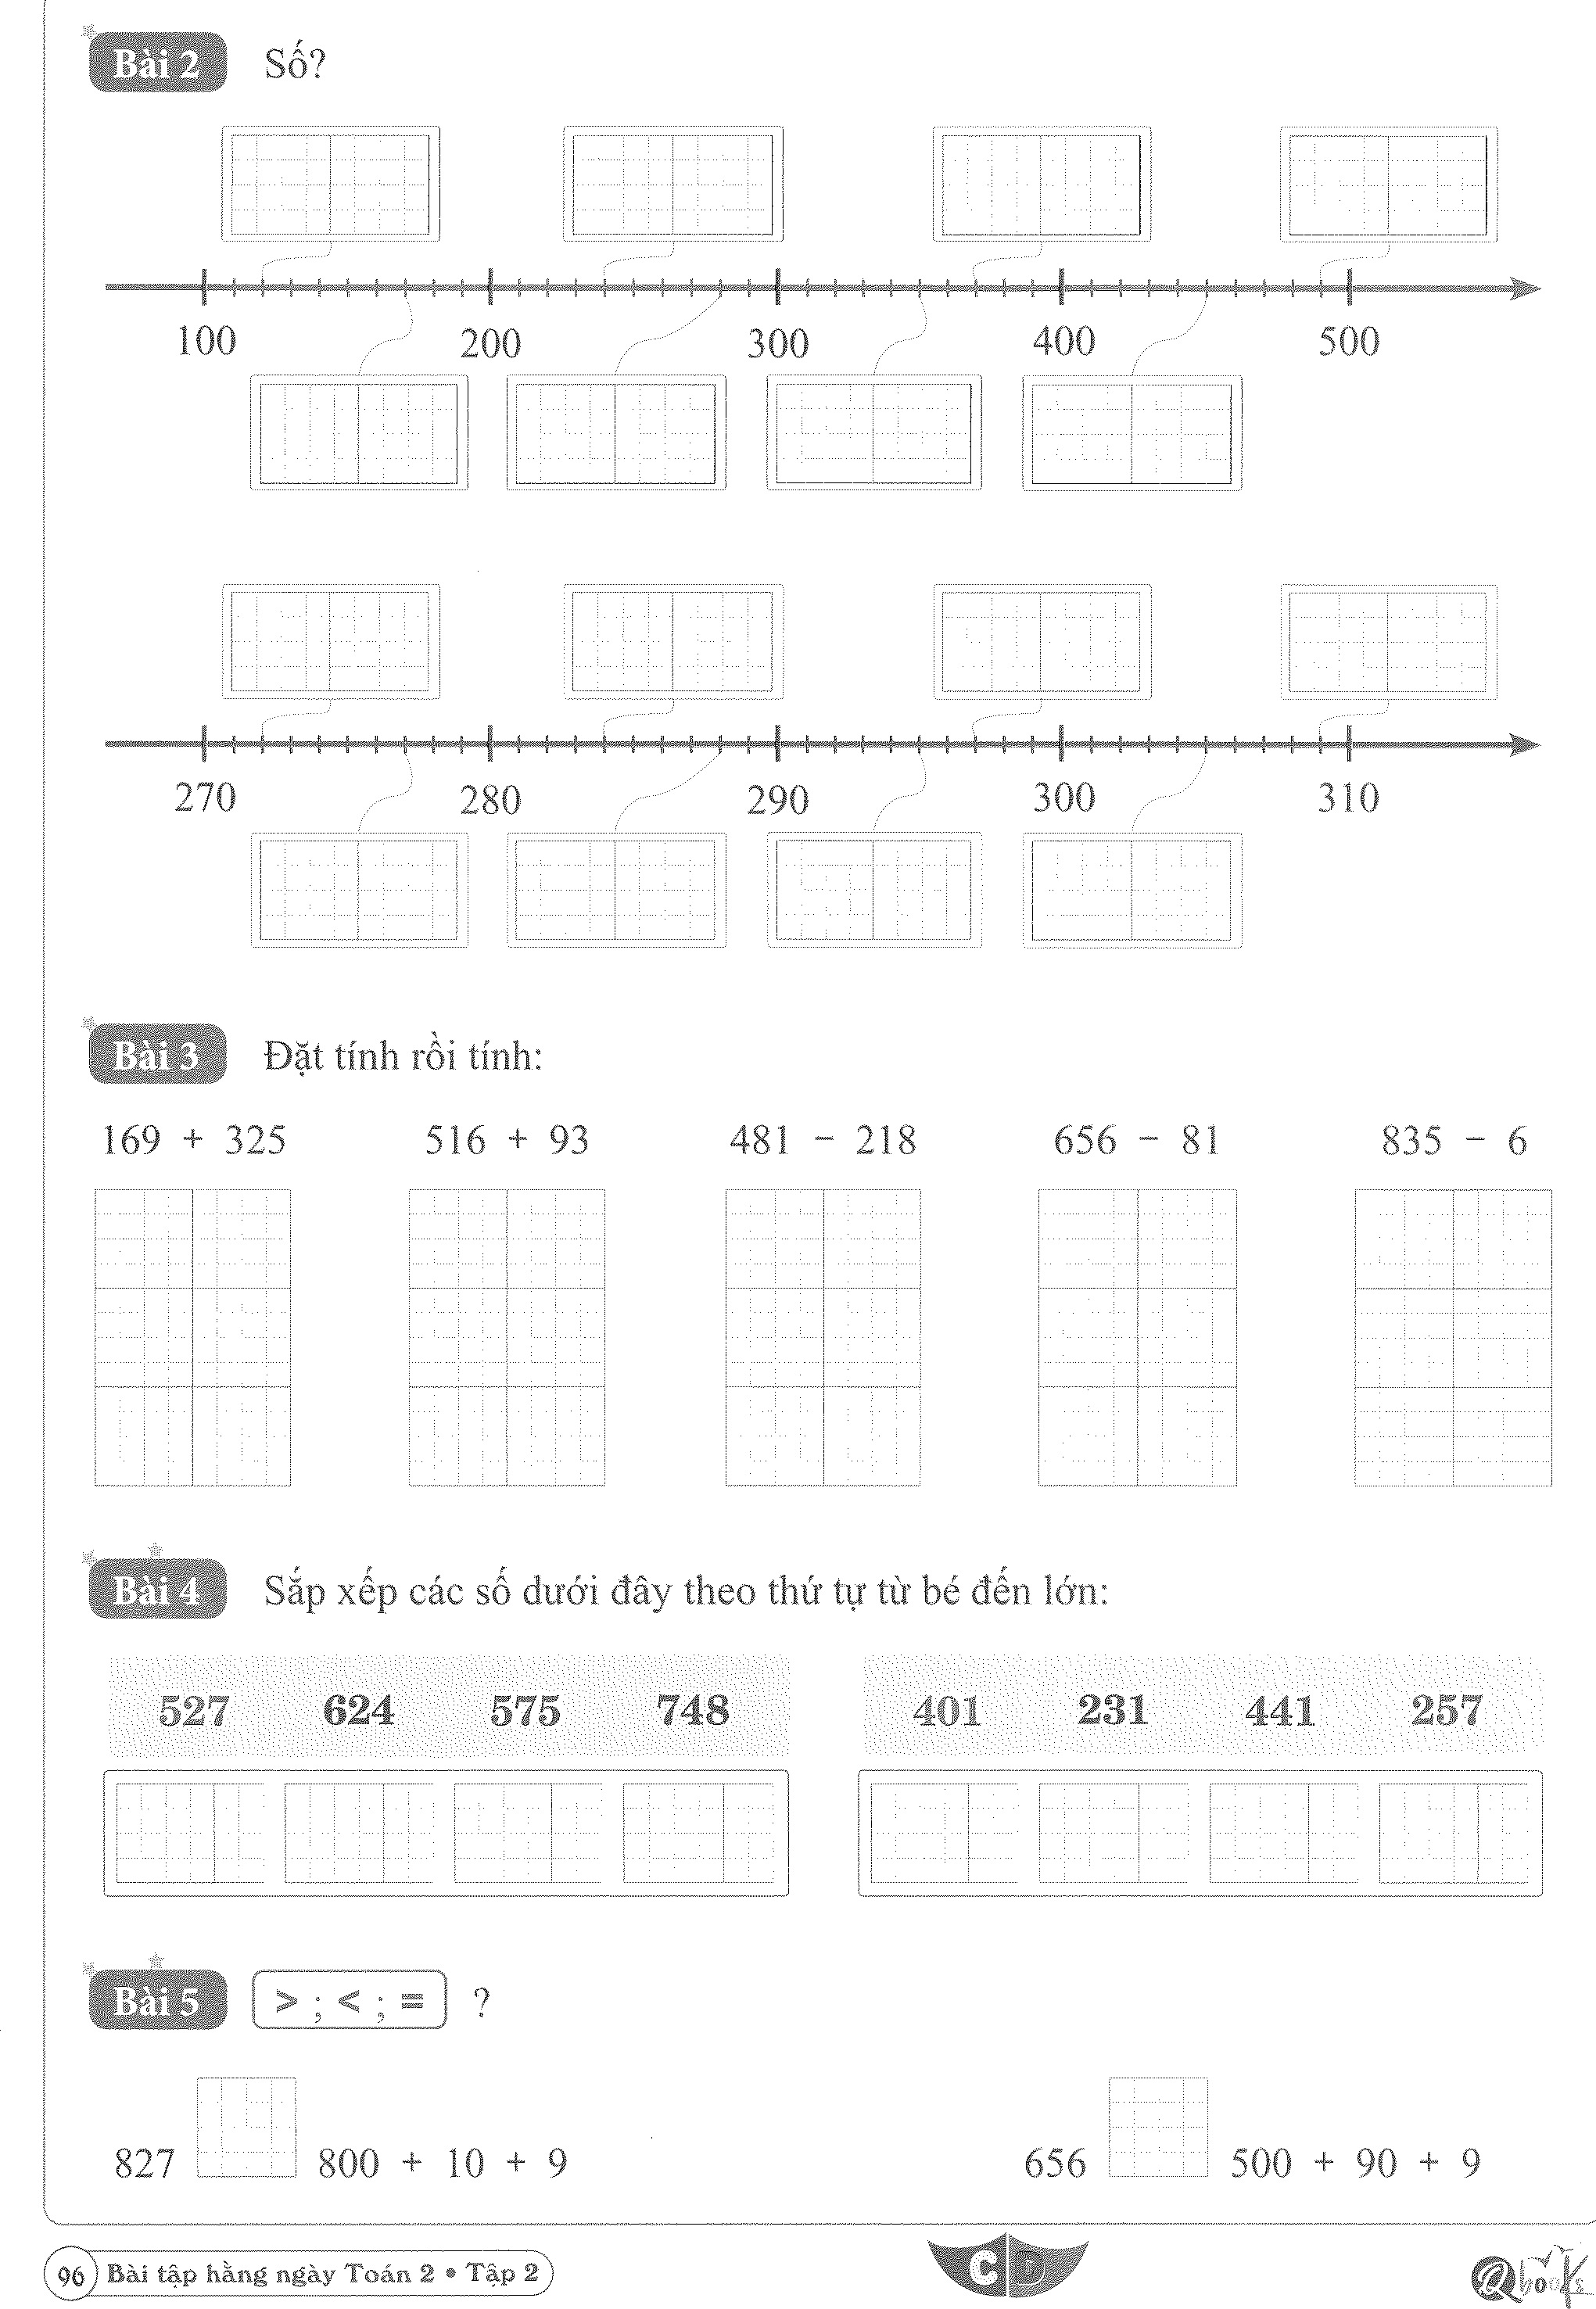 Bài 2 Số?
100 200 300 400 500
270 280 290 300 310
Bài 3 Đặt tính rồi tính:
169 + 325 516 + 93 481 − 218 656 − 81 835 − 6
Bài 4 Sắp xếp các số dưới đây theo thứ tự từ bé đến lớn:
527 624 575 748 401 231 441 257
Bài 5 > ; < ; = ?
827 800 + 10 + 9 656 500 + 90 + 9
96 Bài tập hằng ngày Toán 2 • Tập 2 CD Qbooks